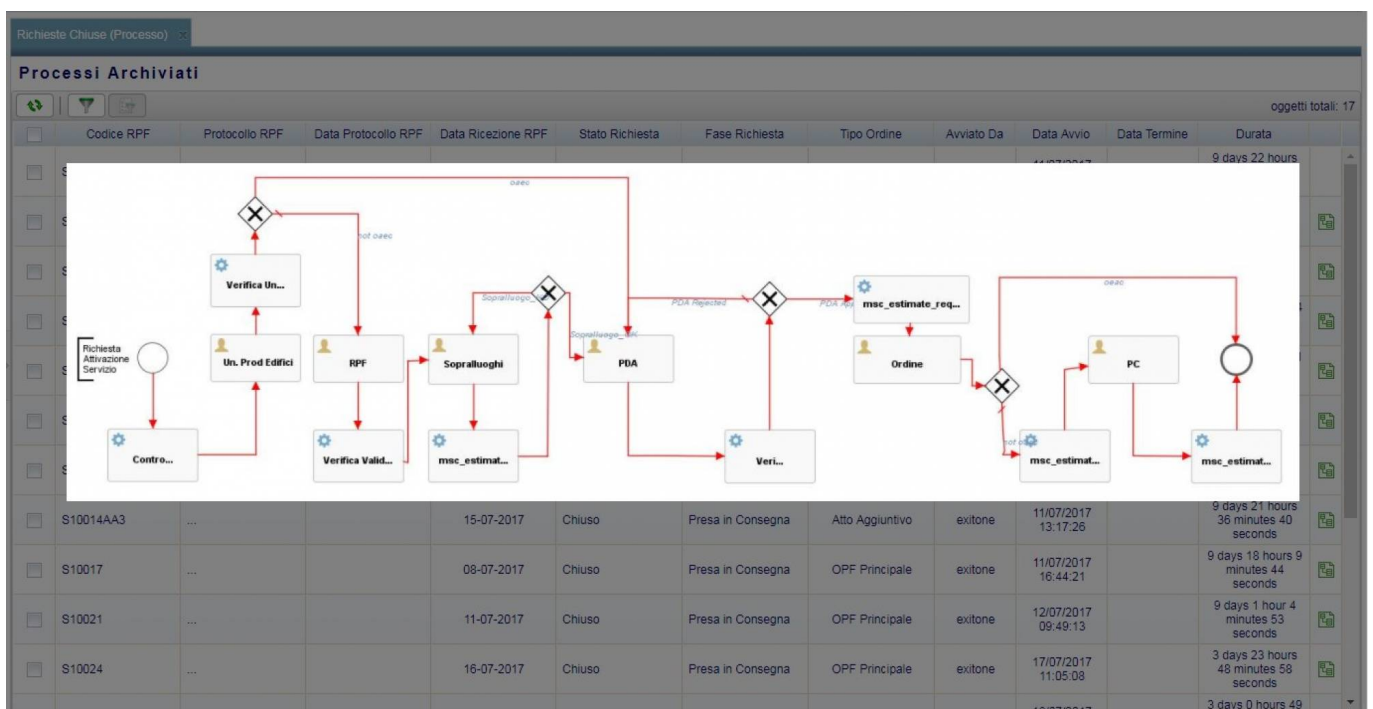 Richieste Chiuse (Processo)
Processi Archiviati
oggetti totali: 17
Codice RPF Protocollo RPF Data Protocollo RPF Data Ricezione RPF Stato Richiesta Fase Richiesta Tipo Ordine Avviato Da Data Avvio Data Termine Durata
9 days 22 hours
oaec
not oaec
Verifica Un...
PDA Rejected
msc_estimate_req...
oaec
Richiesta
Attivazione
Servizio
Un. Prod Edifici
RPF
Sopralluoghi
PDA
Ordine
PC
Contro...
Verifica Valid...
msc_estimat...
Veri...
msc_estimat...
msc_estimat...
S10014AA3 ... 15-07-2017 Chiuso Presa in Consegna Atto Aggiuntivo exitone 11/07/2017 13:17:26 9 days 21 hours 36 minutes 40 seconds
S10017 ... 08-07-2017 Chiuso Presa in Consegna OPF Principale exitone 11/07/2017 16:44:21 9 days 18 hours 9 minutes 44 seconds
S10021 ... 11-07-2017 Chiuso Presa in Consegna OPF Principale exitone 12/07/2017 09:49:13 9 days 1 hour 4 minutes 53 seconds
S10024 ... 16-07-2017 Chiuso Presa in Consegna OPF Principale exitone 17/07/2017 11:05:08 3 days 23 hours 48 minutes 58 seconds
3 days 0 hours 49